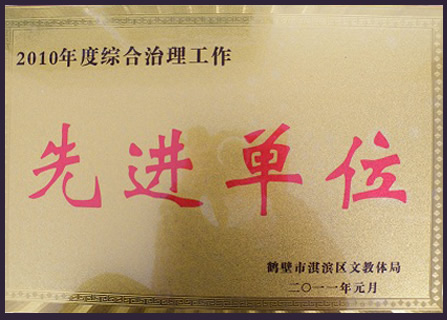 2010年度综合治理工作
先进单位
鹤壁市淇滨区文教体局
二〇一一年元月